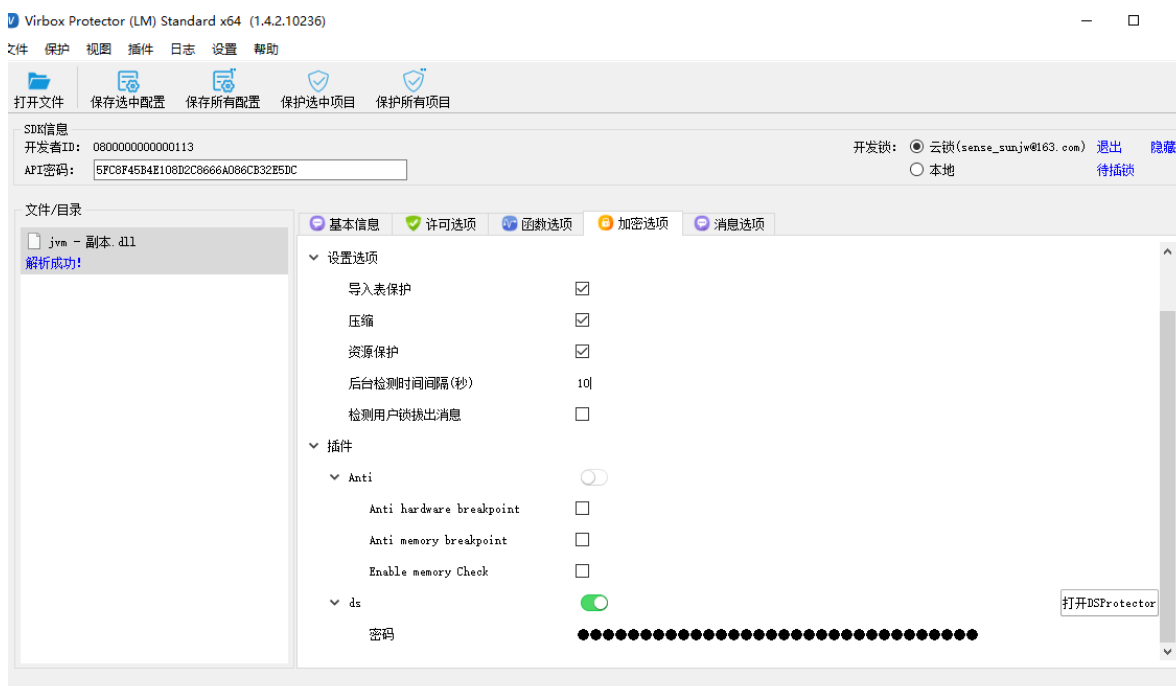 Virbox Protector (LM) Standard x64 (1.4.2.10236)
文件 保护 视图 插件 日志 设置 帮助
打开文件 保存选中配置 保存所有配置 保护选中项目 保护所有项目
SDK信息
开发者ID: 0800000000000113 开发锁: 云锁(sense_sunjw@163.com) 退出 隐藏
API密码: 5FC8F45B4E108D2C8666A086CB32E5DC 本地 待插锁
文件/目录
基本信息 许可选项 函数选项 加密选项 消息选项
jvm - 副本.dll
解析成功!
设置选项
导入表保护
压缩
资源保护
后台检测时间间隔(秒) 10
检测用户锁拔出消息
插件
Anti
Anti hardware breakpoint
Anti memory breakpoint
Enable memory Check
ds 打开DSProtector
密码 ●●●●●●●●●●●●●●●●●●●●●●●●●●●●●●●●